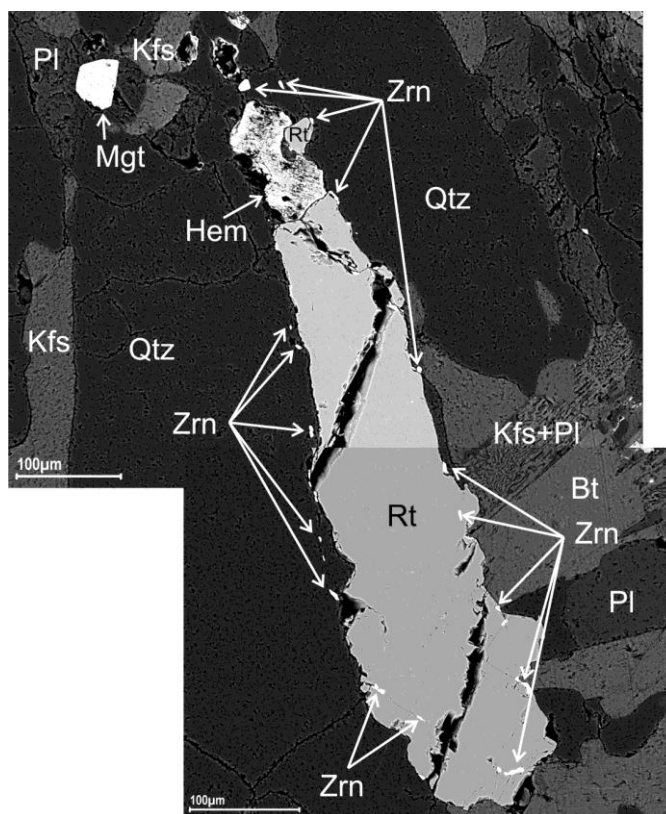 Pl
Kfs
Zrn
Mgt
Rt
Qtz
Hem
Kfs
Qtz
Zrn
Kfs+Pl
100µm
Bt
Rt
Zrn
Pl
Zrn
100µm